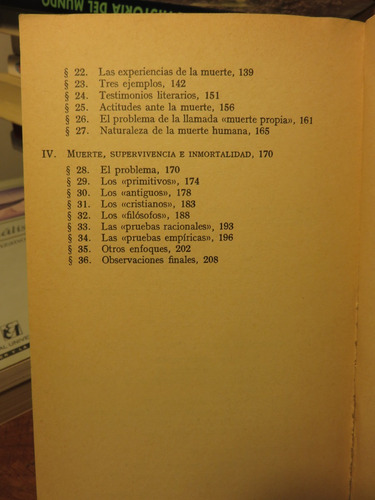 HISTORIA DEL MUNDO
§ 22. Las experiencias de la muerte, 139
§ 23. Tres ejemplos, 142
§ 24. Testimonios literarios, 151
§ 25. Actitudes ante la muerte, 156
§ 26. El problema de la llamada «muerte propia», 161
§ 27. Naturaleza de la muerte humana, 165
IV. MUERTE, SUPERVIVENCIA E INMORTALIDAD, 170
§ 28. El problema, 170
§ 29. Los «primitivos», 174
§ 30. Los «antiguos», 178
§ 31. Los «cristianos», 183
§ 32. Los «filósofos», 188
§ 33. Las «pruebas racionales», 193
§ 34. Las «pruebas empíricas», 196
§ 35. Otros enfoques, 202
§ 36. Observaciones finales, 208